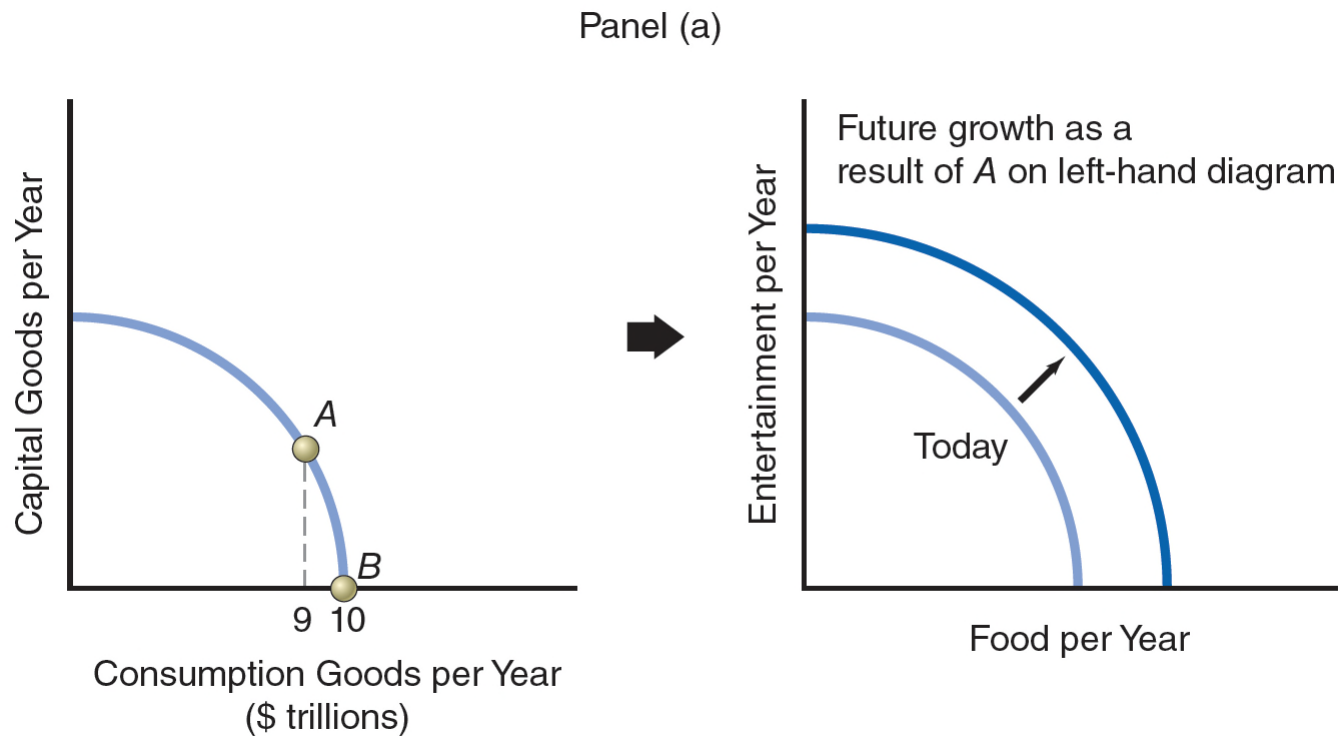 Panel (a)
Capital Goods per Year
A
B
9 10
Consumption Goods per Year
($ trillions)
Future growth as a
result of A on left-hand diagram
Entertainment per Year
Today
Food per Year